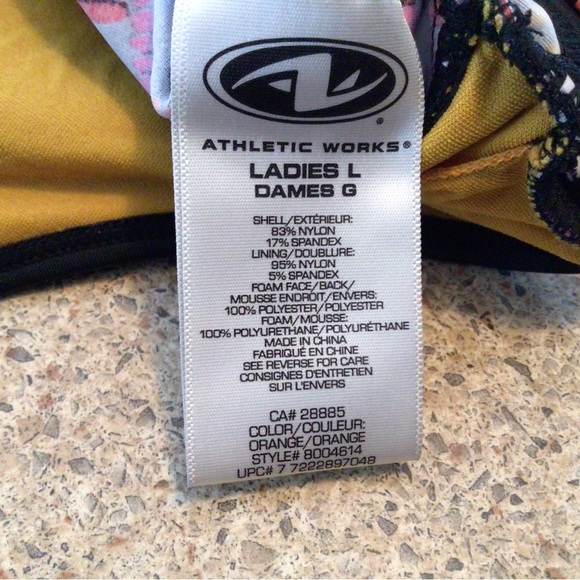 ATHLETIC WORKS®
LADIES L
DAMES G
SHELL/EXTÉRIEUR:
83% NYLON
17% SPANDEX
LINING/DOUBLURE:
95% NYLON
5% SPANDEX
FOAM FACE/BACK/
MOUSSE ENDROIT/ENVERS:
100% POLYESTER/POLYESTER
FOAM/MOUSSE:
100% POLYURETHANE/POLYURÉTHANE
MADE IN CHINA
FABRIQUÉ EN CHINE
SEE REVERSE FOR CARE
CONSIGNES D'ENTRETIEN
SUR L'ENVERS
CA# 28885
COLOR/COULEUR:
ORANGE/ORANGE
STYLE# 8004614
UPC# 7 7222897048